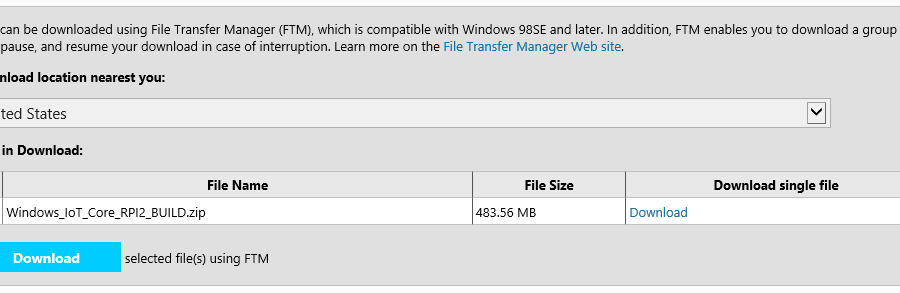 can be downloaded using File Transfer Manager (FTM), which is compatible with Windows 98SE and later. In addition, FTM enables you to download a group
pause, and resume your download in case of interruption. Learn more on the File Transfer Manager Web site.
nload location nearest you:
ted States
in Download:
File Name File Size Download single file
Windows_IoT_Core_RPI2_BUILD.zip 483.56 MB Download
Download selected file(s) using FTM